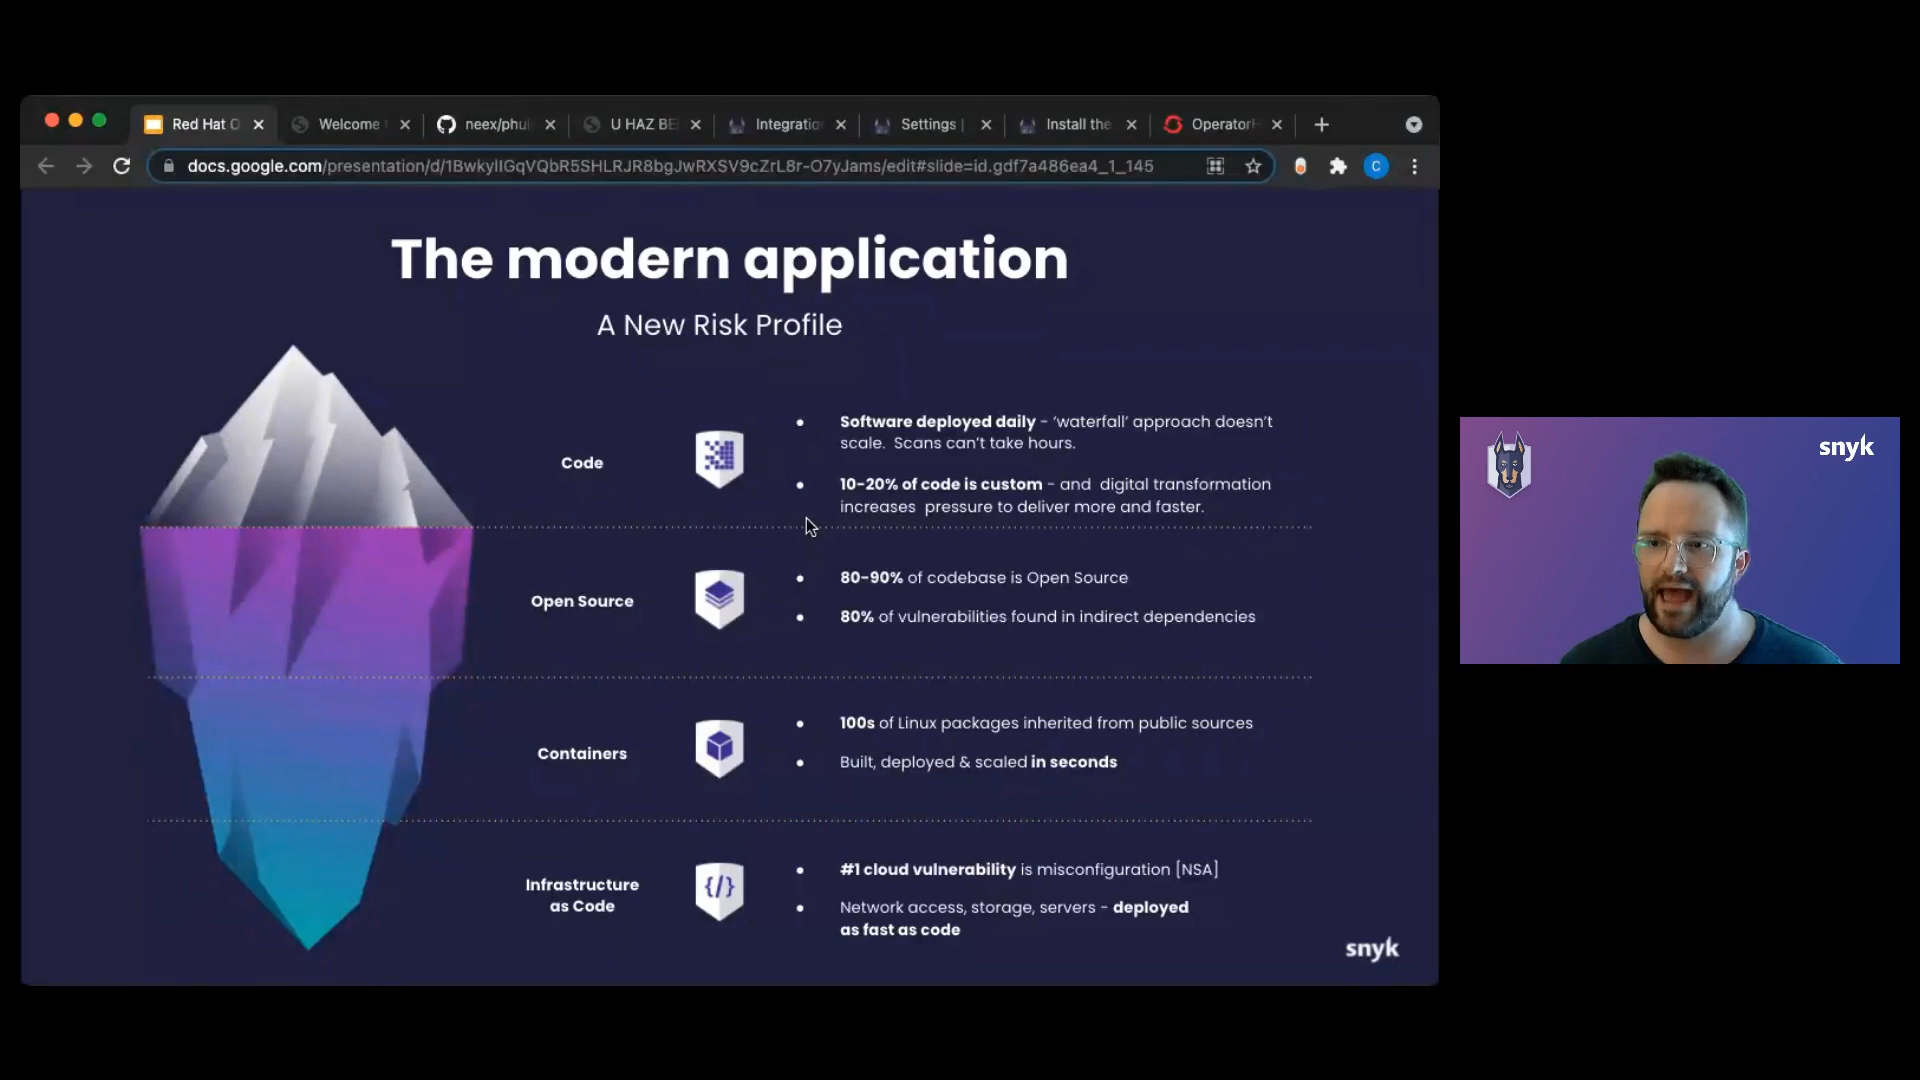 Red Hat O
Welcome
neex/phui
U HAZ BE
Integratio
Settings |
Install the
OperatorH
docs.google.com/presentation/d/1BwkyIIGqVQbR5SHLRJR8bgJwRXSV9cZrL8r-O7yJams/edit#slide=id.gdf7a486ea4_1_145
C
The modern application
A New Risk Profile
Code
• Software deployed daily - ‘waterfall’ approach doesn’t
scale. Scans can’t take hours.
• 10-20% of code is custom - and digital transformation
increases pressure to deliver more and faster.
Open Source
• 80-90% of codebase is Open Source
• 80% of vulnerabilities found in indirect dependencies
Containers
• 100s of Linux packages inherited from public sources
• Built, deployed & scaled in seconds
Infrastructure
as Code
{/}
• #1 cloud vulnerability is misconfiguration [NSA]
• Network access, storage, servers - deployed
as fast as code
snyk
snyk